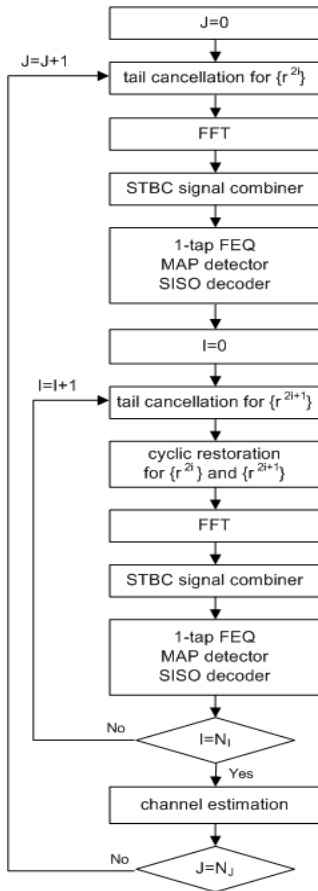 J=0
J=J+1
tail cancellation for {r^{2i}}
FFT
STBC signal combiner
1-tap FEQ
MAP detector
SISO decoder
I=0
I=I+1
tail cancellation for {r^{2i+1}}
cyclic restoration
for {r^{2i} } and {r^{2i+1}}
FFT
STBC signal combiner
1-tap FEQ
MAP detector
SISO decoder
No
I=N_I
Yes
channel estimation
No
J=N_J